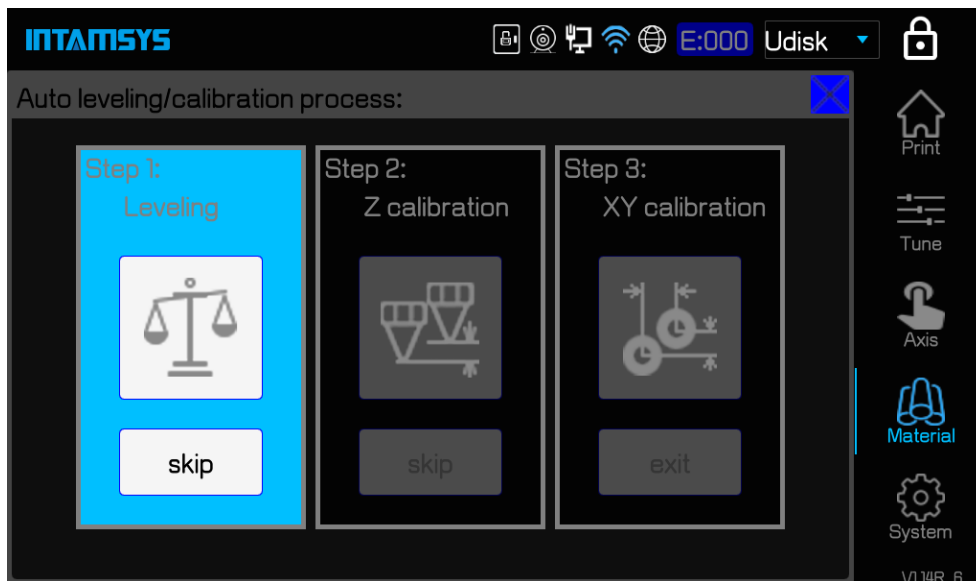 INTAMSYS
E:000 Udisk
Auto leveling/calibration process:
Step 1:
Leveling
skip
Step 2:
Z calibration
skip
Step 3:
XY calibration
exit
Print
Tune
Axis
Material
System